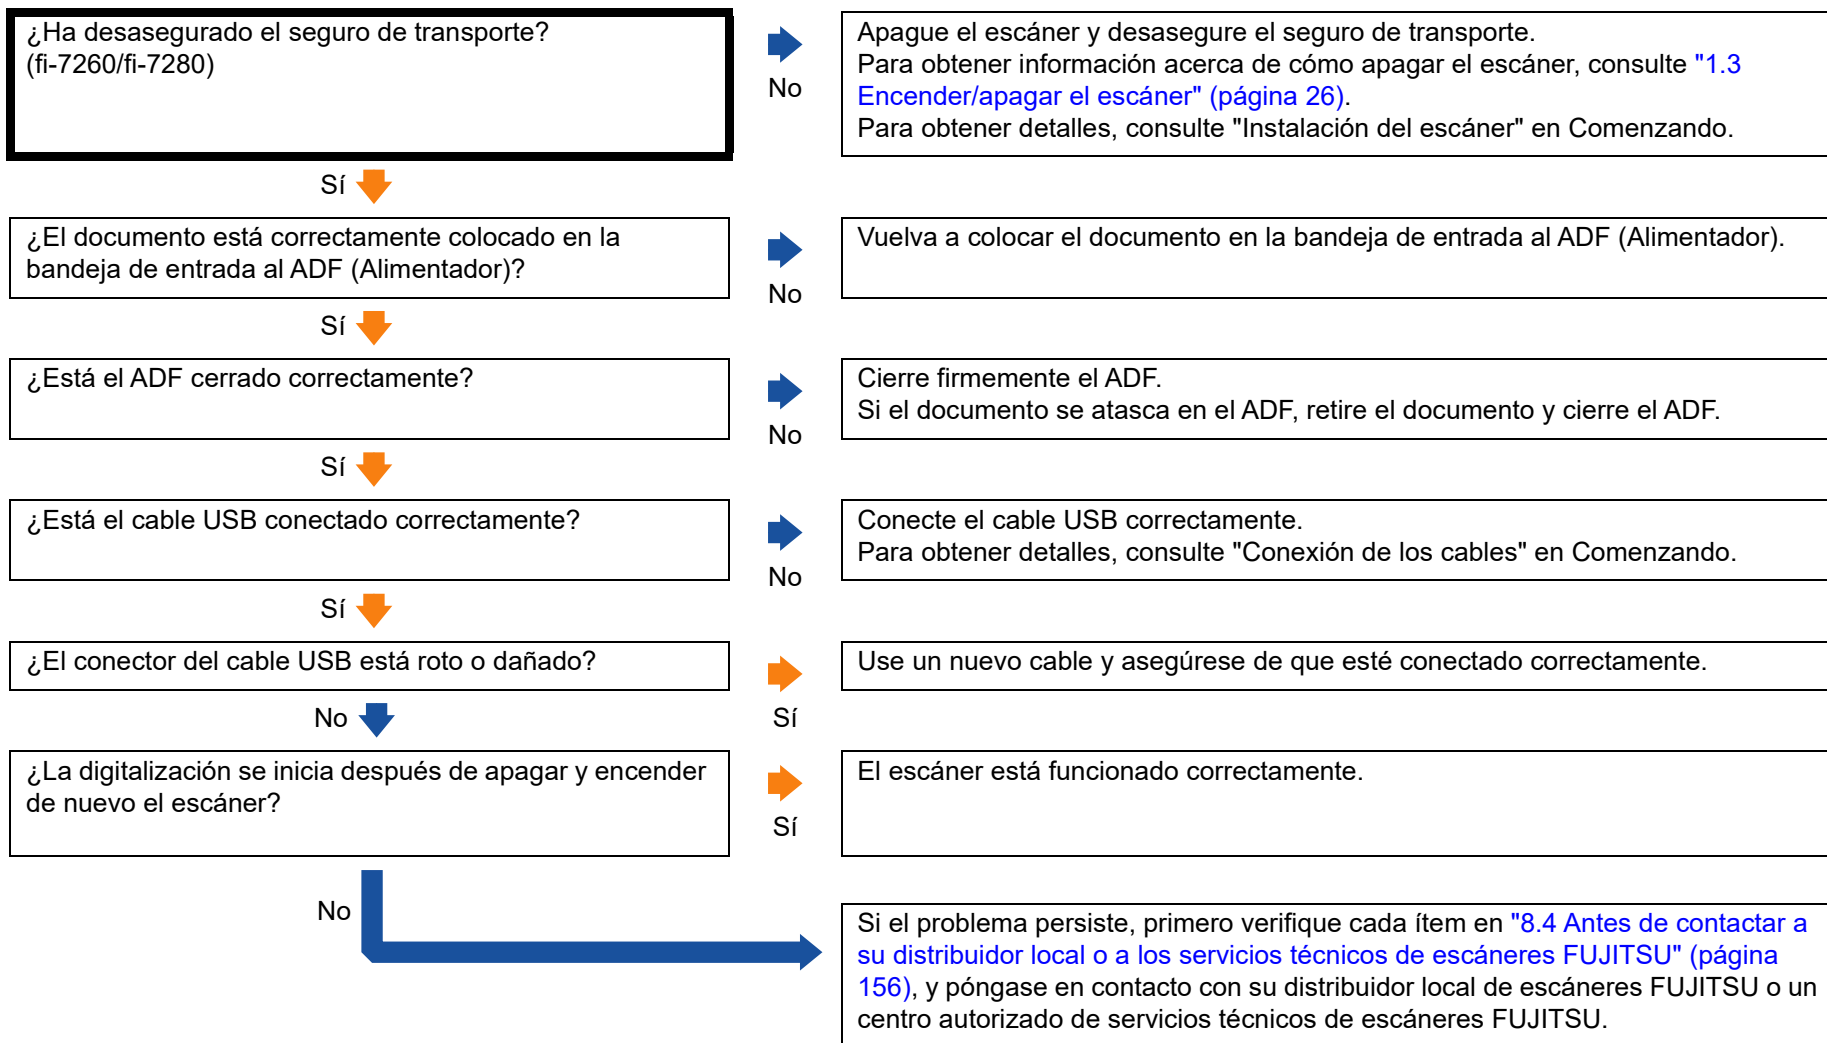 ¿Ha desasegurado el seguro de transporte?
(fi-7260/fi-7280)
No
Apague el escáner y desasegure el seguro de transporte.
Para obtener información acerca de cómo apagar el escáner, consulte "1.3
Encender/apagar el escáner" (página 26).
Para obtener detalles, consulte "Instalación del escáner" en Comenzando.
Sí
¿El documento está correctamente colocado en la
bandeja de entrada al ADF (Alimentador)?
No
Vuelva a colocar el documento en la bandeja de entrada al ADF (Alimentador).
Sí
¿Está el ADF cerrado correctamente?
No
Cierre firmemente el ADF.
Si el documento se atasca en el ADF, retire el documento y cierre el ADF.
Sí
¿Está el cable USB conectado correctamente?
No
Conecte el cable USB correctamente.
Para obtener detalles, consulte "Conexión de los cables" en Comenzando.
Sí
¿El conector del cable USB está roto o dañado?
Sí
Use un nuevo cable y asegúrese de que esté conectado correctamente.
No
¿La digitalización se inicia después de apagar y encender
de nuevo el escáner?
Sí
El escáner está funcionado correctamente.
No
Si el problema persiste, primero verifique cada ítem en "8.4 Antes de contactar a
su distribuidor local o a los servicios técnicos de escáneres FUJITSU" (página
156), y póngase en contacto con su distribuidor local de escáneres FUJITSU o un
centro autorizado de servicios técnicos de escáneres FUJITSU.